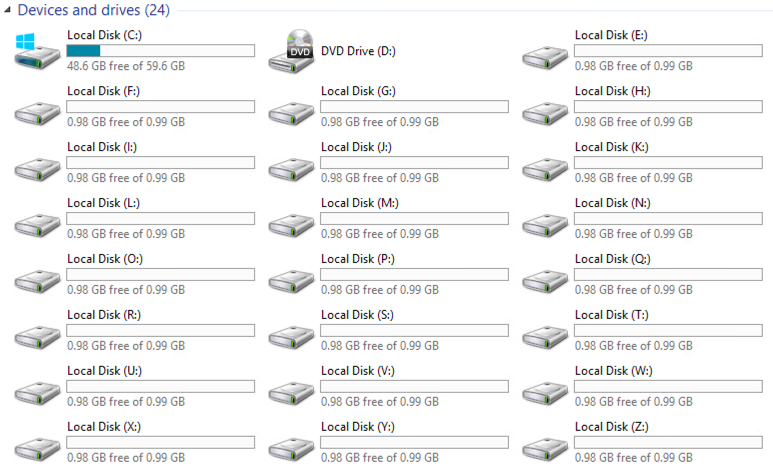 Devices and drives (24)
Local Disk (C:)
48.6 GB free of 59.6 GB
DVD
DVD Drive (D:)
Local Disk (E:)
0.98 GB free of 0.99 GB
Local Disk (F:)
0.98 GB free of 0.99 GB
Local Disk (G:)
0.98 GB free of 0.99 GB
Local Disk (H:)
0.98 GB free of 0.99 GB
Local Disk (I:)
0.98 GB free of 0.99 GB
Local Disk (J:)
0.98 GB free of 0.99 GB
Local Disk (K:)
0.98 GB free of 0.99 GB
Local Disk (L:)
0.98 GB free of 0.99 GB
Local Disk (M:)
0.98 GB free of 0.99 GB
Local Disk (N:)
0.98 GB free of 0.99 GB
Local Disk (O:)
0.98 GB free of 0.99 GB
Local Disk (P:)
0.98 GB free of 0.99 GB
Local Disk (Q:)
0.98 GB free of 0.99 GB
Local Disk (R:)
0.98 GB free of 0.99 GB
Local Disk (S:)
0.98 GB free of 0.99 GB
Local Disk (T:)
0.98 GB free of 0.99 GB
Local Disk (U:)
0.98 GB free of 0.99 GB
Local Disk (V:)
0.98 GB free of 0.99 GB
Local Disk (W:)
0.98 GB free of 0.99 GB
Local Disk (X:)
0.98 GB free of 0.99 GB
Local Disk (Y:)
0.98 GB free of 0.99 GB
Local Disk (Z:)
0.98 GB free of 0.99 GB